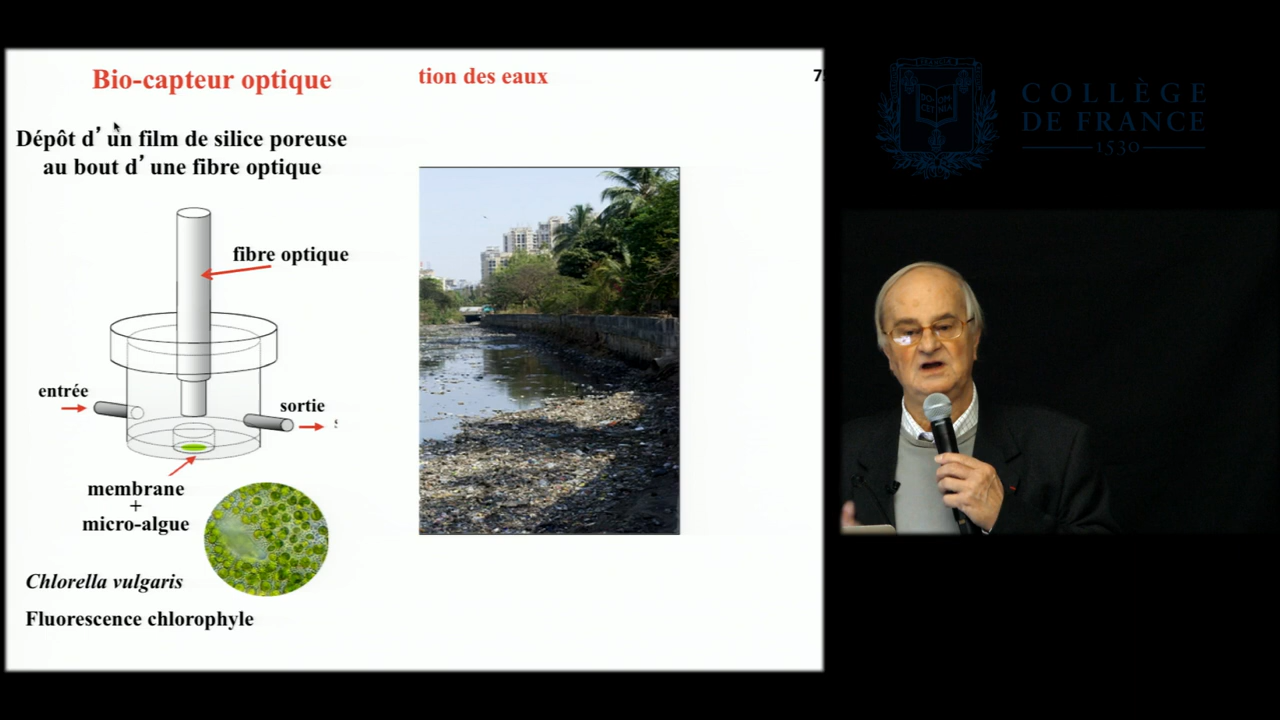 Bio-capteur optique
tion des eaux
Dépôt d’ un film de silice poreuse
au bout d’ une fibre optique
fibre optique
entrée
sortie
membrane
+
micro-algue
Chlorella vulgaris
Fluorescence chlorophyle
COLLÈGE
DE FRANCE
1530